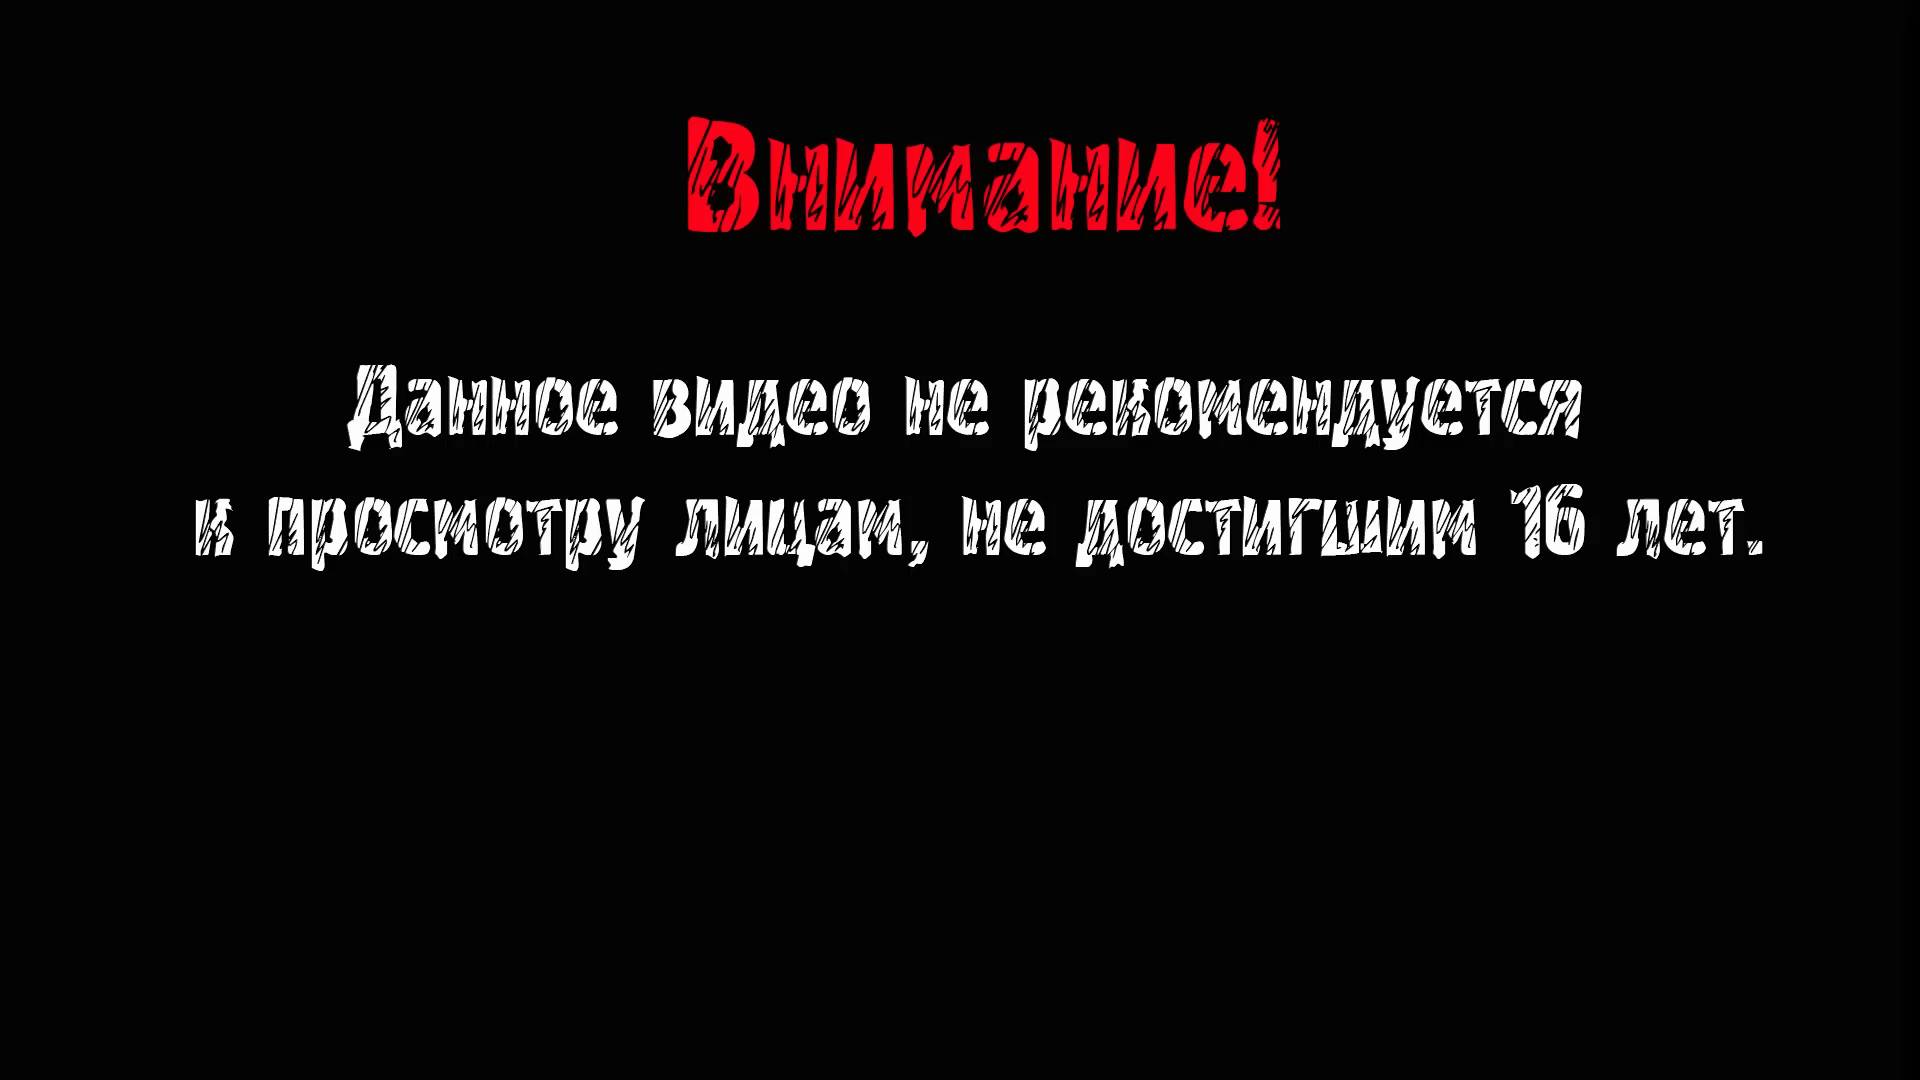 Внимание!
Данное видео не рекомендуется
к просмотру лицам, не достигшим 16 лет.